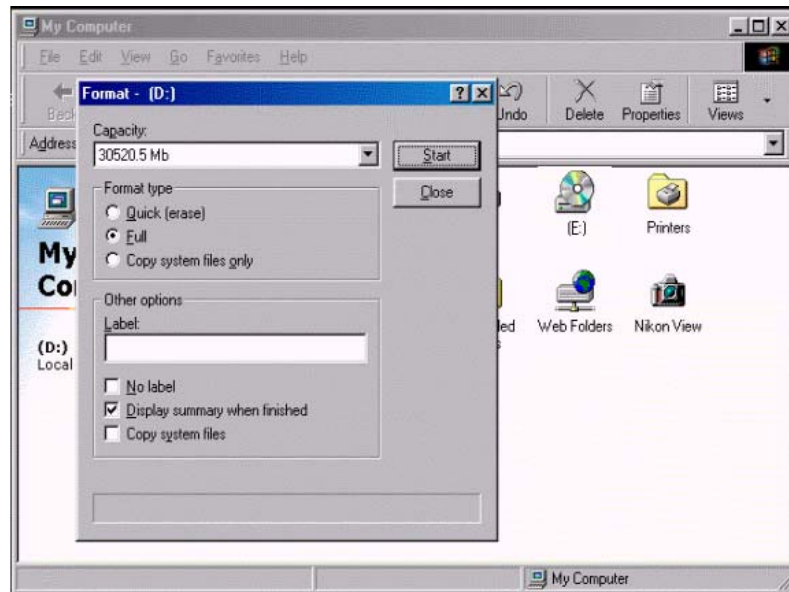 My Computer
File Edit View Go Favorites Help
Format - (D:)
Undo Delete Properties Views
Address
Capacity:
30520.5 Mb
Start
Close
Format type
Quick (erase)
Full
Copy system files only
Other options
Label:
No label
Display summary when finished
Copy system files
My
(D:)
Local
(E:)
Printers
Web Folders
Nikon View
My Computer